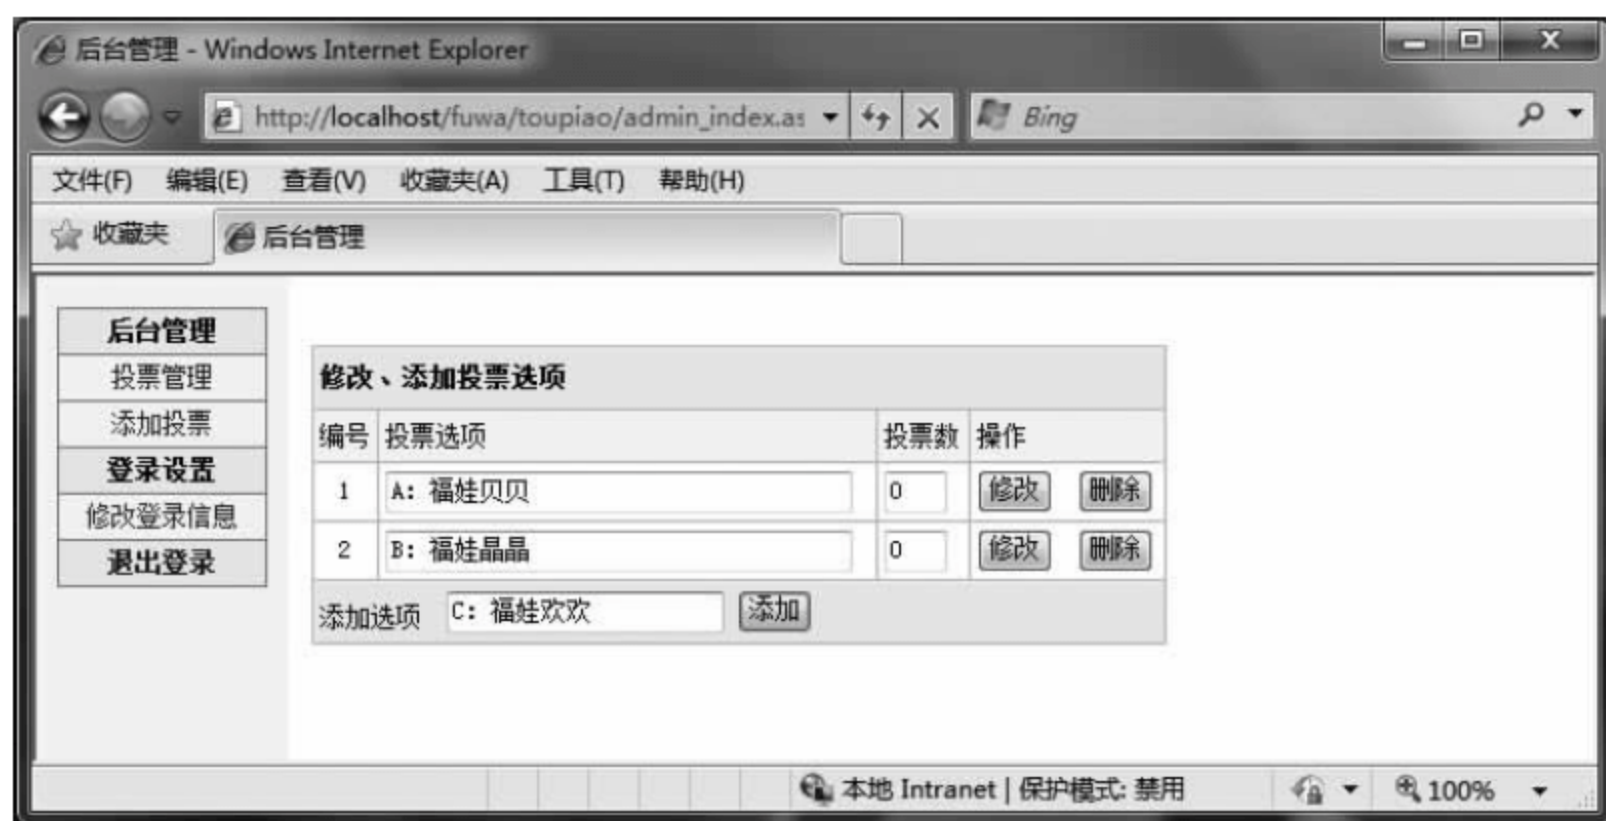 后台管理 - Windows Internet Explorer
http://localhost/fuwa/toupiao/admin_index.as
Bing
文件(F) 编辑(E) 查看(V) 收藏夹(A) 工具(T) 帮助(H)
收藏夹 后台管理
后台管理
投票管理
添加投票
登录设置
修改登录信息
退出登录
修改、添加投票选项
编号 投票选项 投票数 操作
1 A: 福娃贝贝 0 修改 删除
2 B: 福娃晶晶 0 修改 删除
添加选项 C: 福娃欢欢 添加
本地 Intranet | 保护模式: 禁用 100%